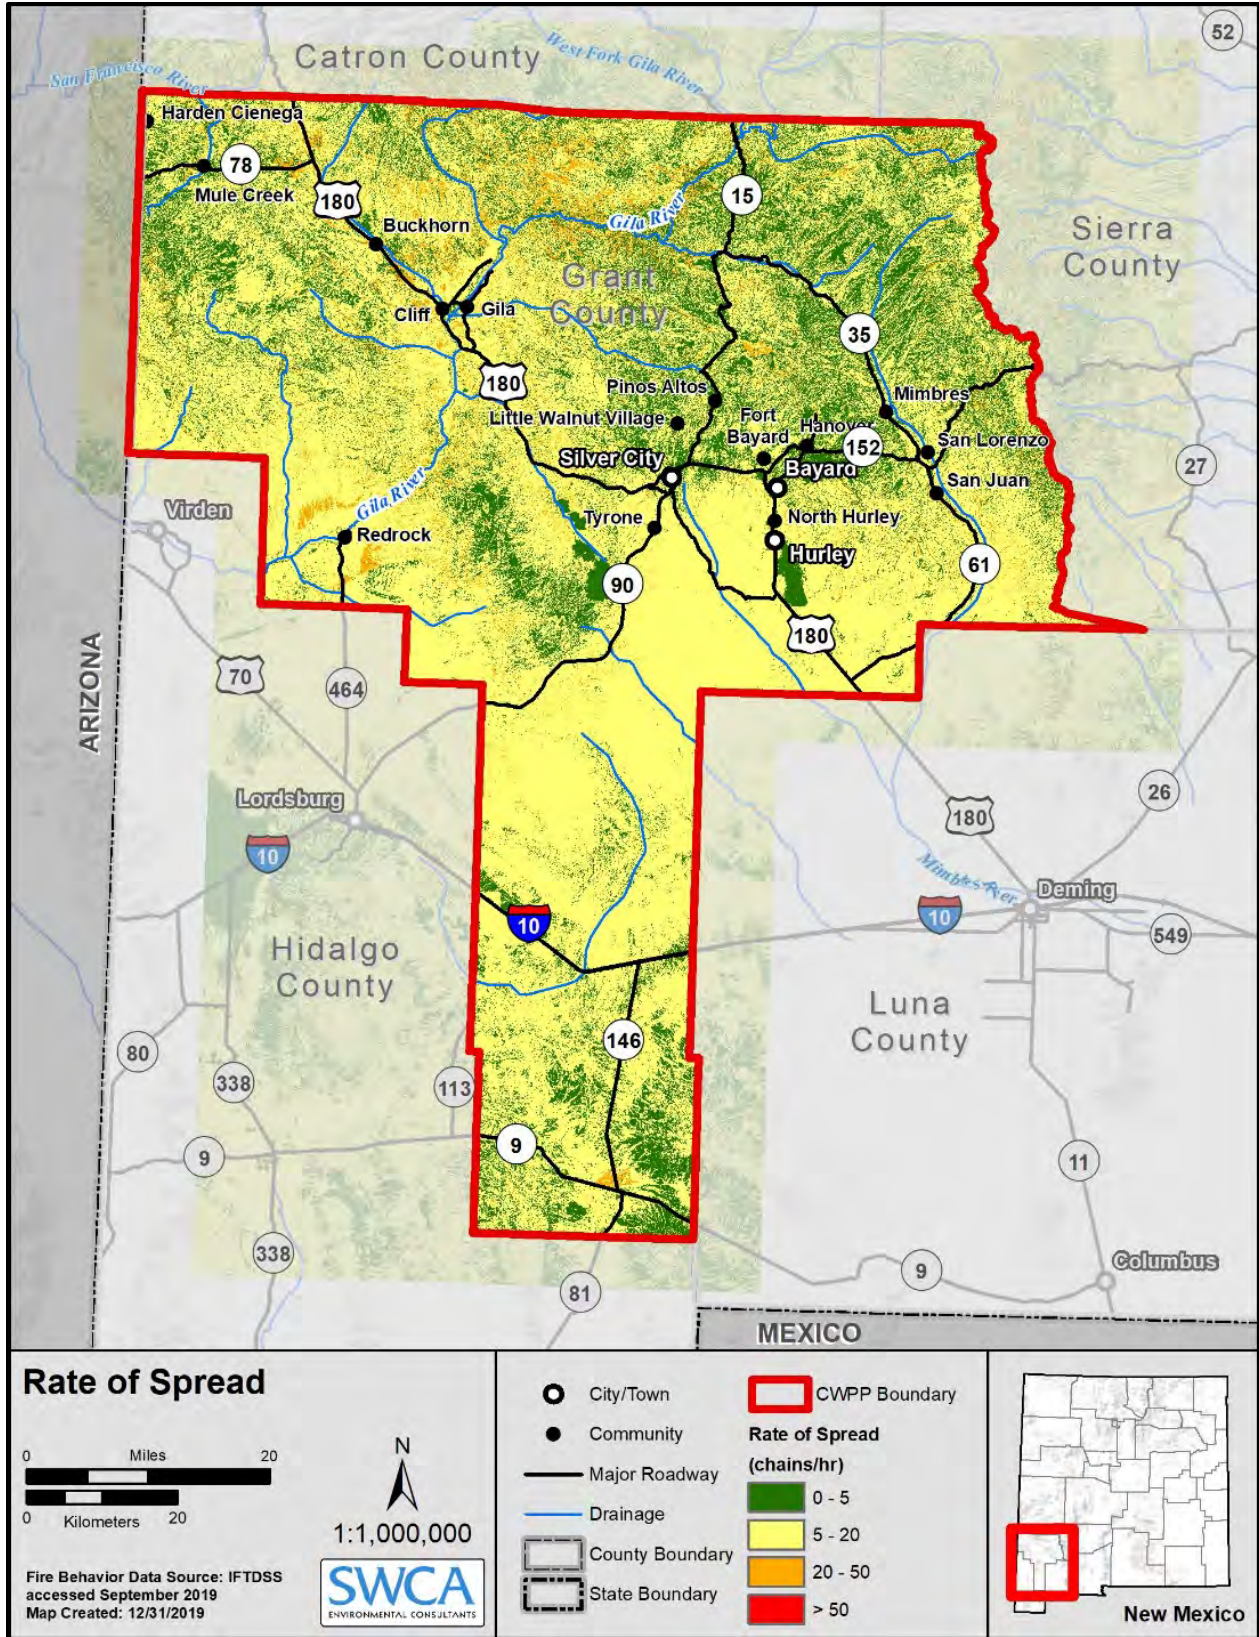 52
Catron County
West Fork Gila River
San Francisco River
Harden Cienega
78
Mule Creek
180
15
Buckhorn
Gila River
Sierra
County
Grant
County
Cliff
Gila
35
180
Pinos Altos
Mimbres
Little Walnut Village
Fort
Bayard
Hanover
152
San Lorenzo
27
Silver City
Bayard
San Juan
Gila River
Virden
Tyrone
North Hurley
Redrock
Hurley
90
61
180
ARIZONA
70
464
Lordsburg
26
180
10
Mimbres River
Deming
10
10
549
Hidalgo
County
Luna
County
146
80
338
113
9
9
11
338
9
Columbus
81
MEXICO
Rate of Spread
0 Miles 20
0 Kilometers 20
N
1:1,000,000
Fire Behavior Data Source: IFTDSS
accessed September 2019
Map Created: 12/31/2019
SWCA
ENVIRONMENTAL CONSULTANTS
City/Town
Community
Major Roadway
Drainage
County Boundary
State Boundary
CWPP Boundary
Rate of Spread
(chains/hr)
0 - 5
5 - 20
20 - 50
> 50
New Mexico